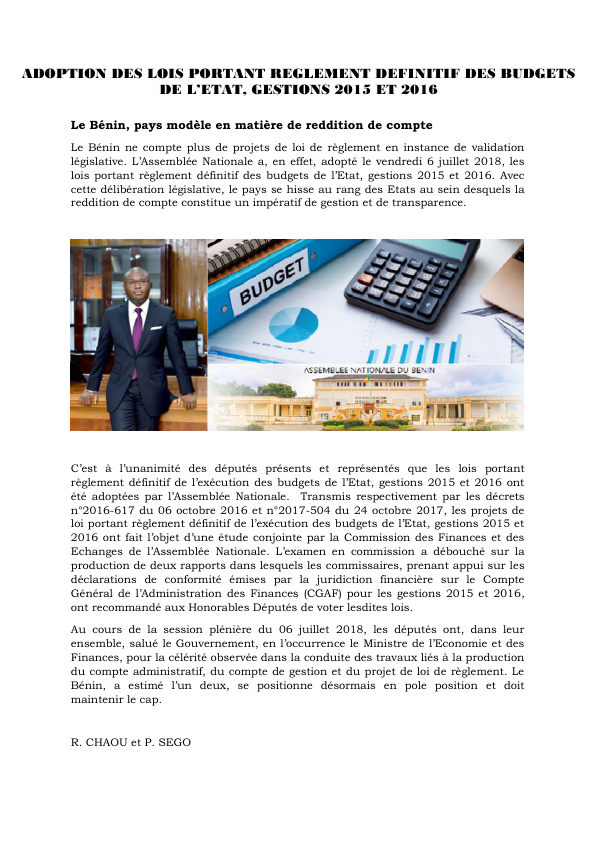 ADOPTION DES LOIS PORTANT REGLEMENT DEFINITIF DES BUDGETS
DE L’ETAT, GESTIONS 2015 ET 2016
Le Bénin, pays modèle en matière de reddition de compte
Le Bénin ne compte plus de projets de loi de règlement en instance de validation
législative. L’Assemblée Nationale a, en effet, adopté le vendredi 6 juillet 2018, les
lois portant règlement définitif des budgets de l’Etat, gestions 2015 et 2016. Avec
cette délibération législative, le pays se hisse au rang des Etats au sein desquels la
reddition de compte constitue un impératif de gestion et de transparence.
BUDGET
ASSEMBLEE NATIONALE DU BENIN
C’est à l’unanimité des députés présents et représentés que les lois portant
règlement définitif de l’exécution des budgets de l’Etat, gestions 2015 et 2016 ont
été adoptées par l’Assemblée Nationale. Transmis respectivement par les décrets
n°2016-617 du 06 octobre 2016 et n°2017-504 du 24 octobre 2017, les projets de
loi portant règlement définitif de l’exécution des budgets de l’Etat, gestions 2015 et
2016 ont fait l’objet d’une étude conjointe par la Commission des Finances et des
Echanges de l’Assemblée Nationale. L’examen en commission a débouché sur la
production de deux rapports dans lesquels les commissaires, prenant appui sur les
déclarations de conformité émises par la juridiction financière sur le Compte
Général de l’Administration des Finances (CGAF) pour les gestions 2015 et 2016,
ont recommandé aux Honorables Députés de voter lesdites lois.
Au cours de la session plénière du 06 juillet 2018, les députés ont, dans leur
ensemble, salué le Gouvernement, en l’occurrence le Ministre de l’Economie et des
Finances, pour la célérité observée dans la conduite des travaux liés à la production
du compte administratif, du compte de gestion et du projet de loi de règlement. Le
Bénin, a estimé l’un deux, se positionne désormais en pole position et doit
maintenir le cap.
R. CHAOU et P. SEGO